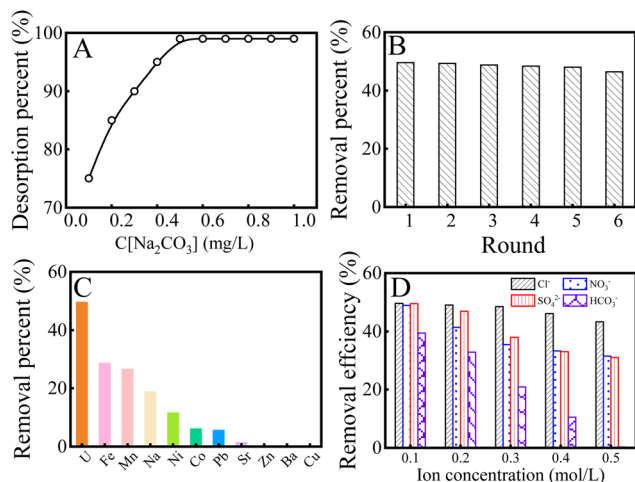 A
Desorption percent (%)
100
90
80
70
0.0 0.2 0.4 0.6 0.8 1.0
C[Na₂CO₃] (mg/L)
B
Removal percent (%)
60
40
20
0
1 2 3 4 5 6
Round
C
Removal percent (%)
60
40
20
0
U Fe Mn Na Ni Co Pb Sr Zn Ba Cu
D
Removal effciency (%)
60
40
20
0
Cl⁻ NO₃⁻
SO₄²⁻ HCO₃⁻
0.1 0.2 0.3 0.4 0.5
Ion concentration (mol/L)